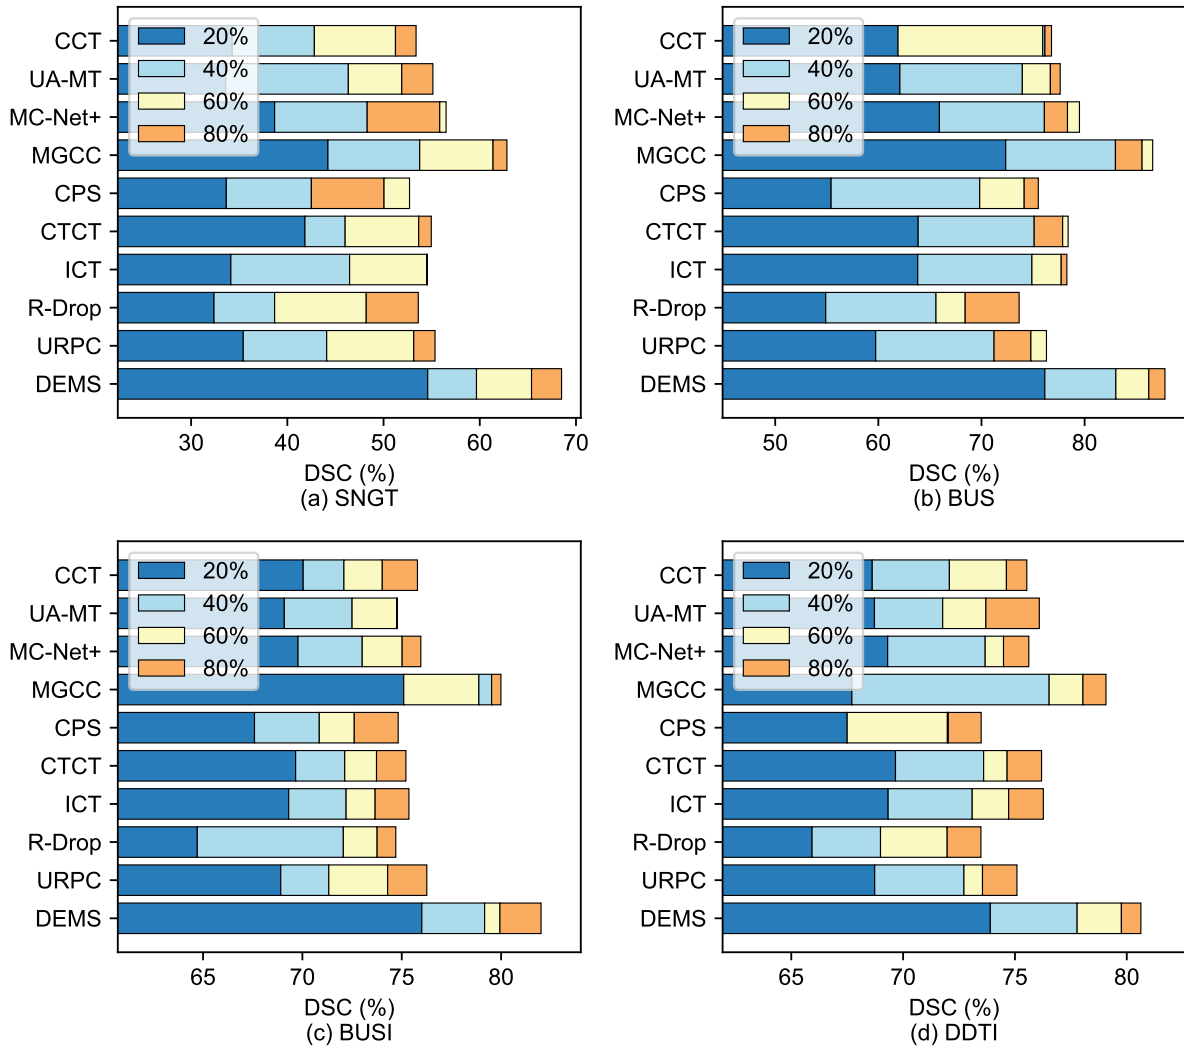 CCT
UA-MT
MC-Net+
MGCC
CPS
CTCT
ICT
R-Drop
URPC
DEMS
20%
40%
60%
80%
30 40 50 60 70
DSC (%)
(a) SNGT
CCT
UA-MT
MC-Net+
MGCC
CPS
CTCT
ICT
R-Drop
URPC
DEMS
20%
40%
60%
80%
50 60 70 80
DSC (%)
(b) BUS
CCT
UA-MT
MC-Net+
MGCC
CPS
CTCT
ICT
R-Drop
URPC
DEMS
20%
40%
60%
80%
65 70 75 80
DSC (%)
(c) BUSI
CCT
UA-MT
MC-Net+
MGCC
CPS
CTCT
ICT
R-Drop
URPC
DEMS
20%
40%
60%
80%
65 70 75 80
DSC (%)
(d) DDTI